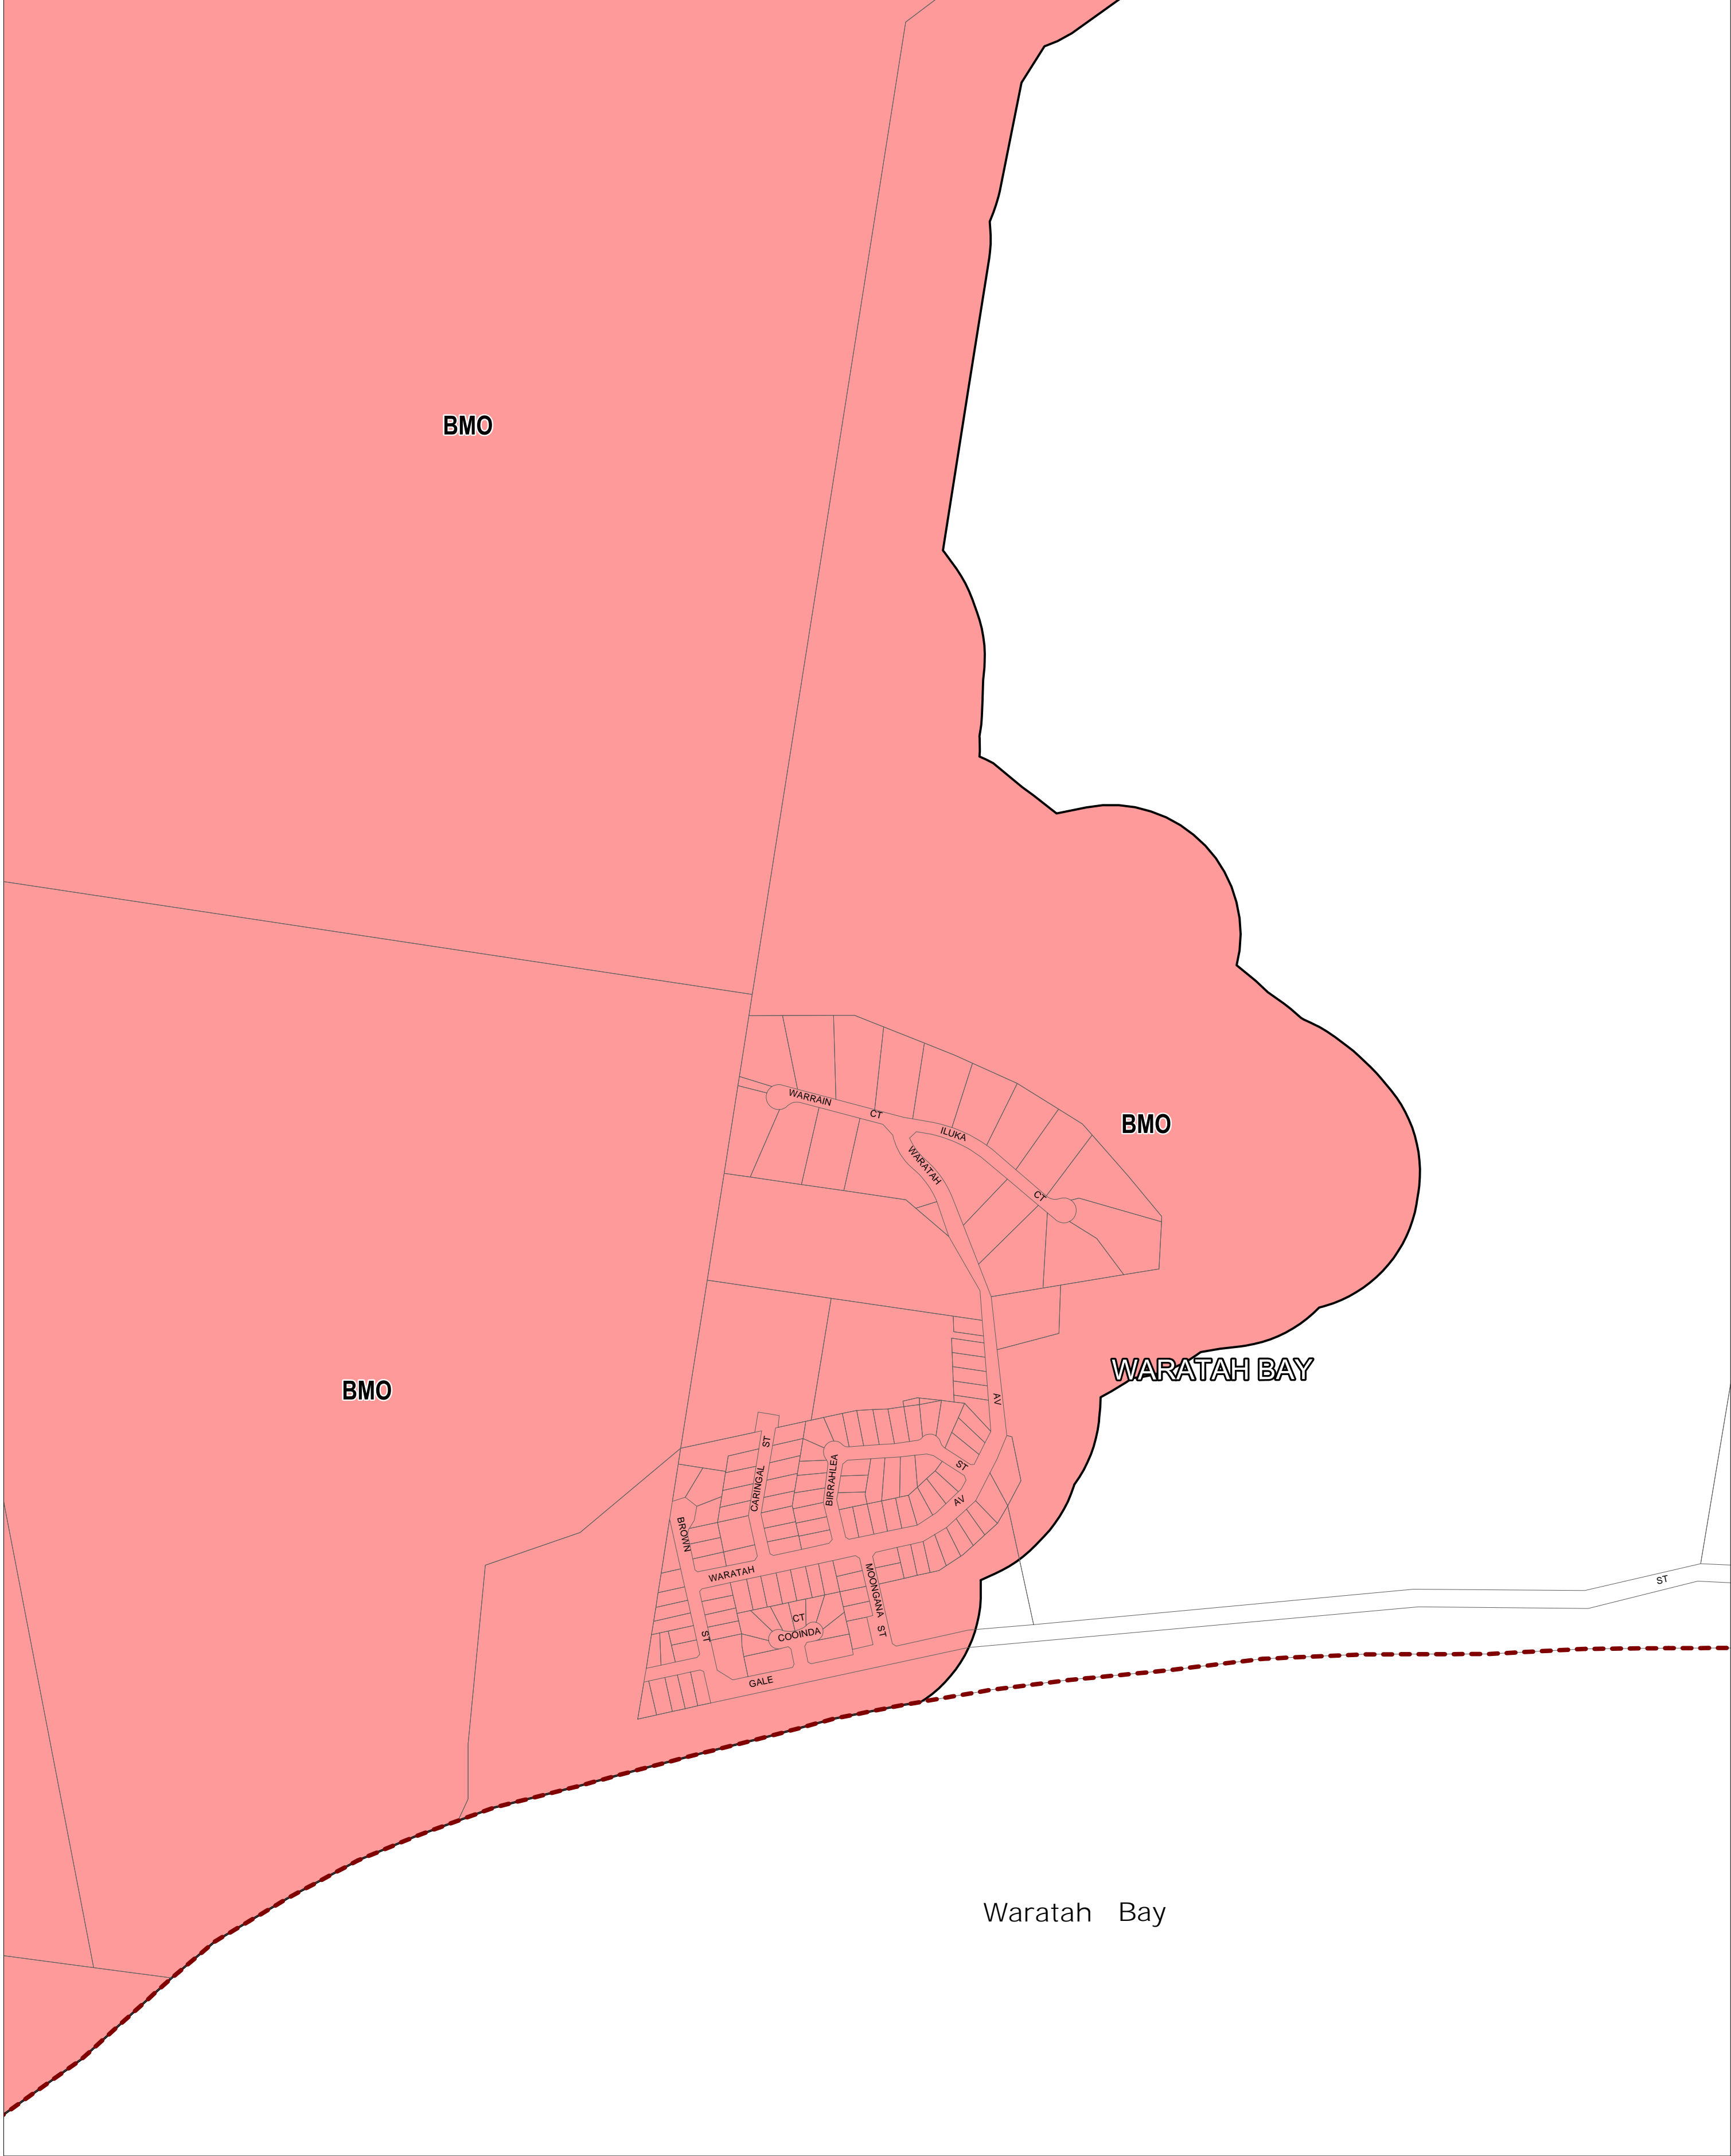 BMO
WARRAIN
CT
BMO
ILUKA
WARATAH
CT
WARATAH BAY
BMO
AV
ST
CARINGAL
BIRRAHLEA
ST
AV
BROWN
WARATAH
MOONGANA
ST
ST
CT
ST
COOINDA
GALE
Waratah Bay